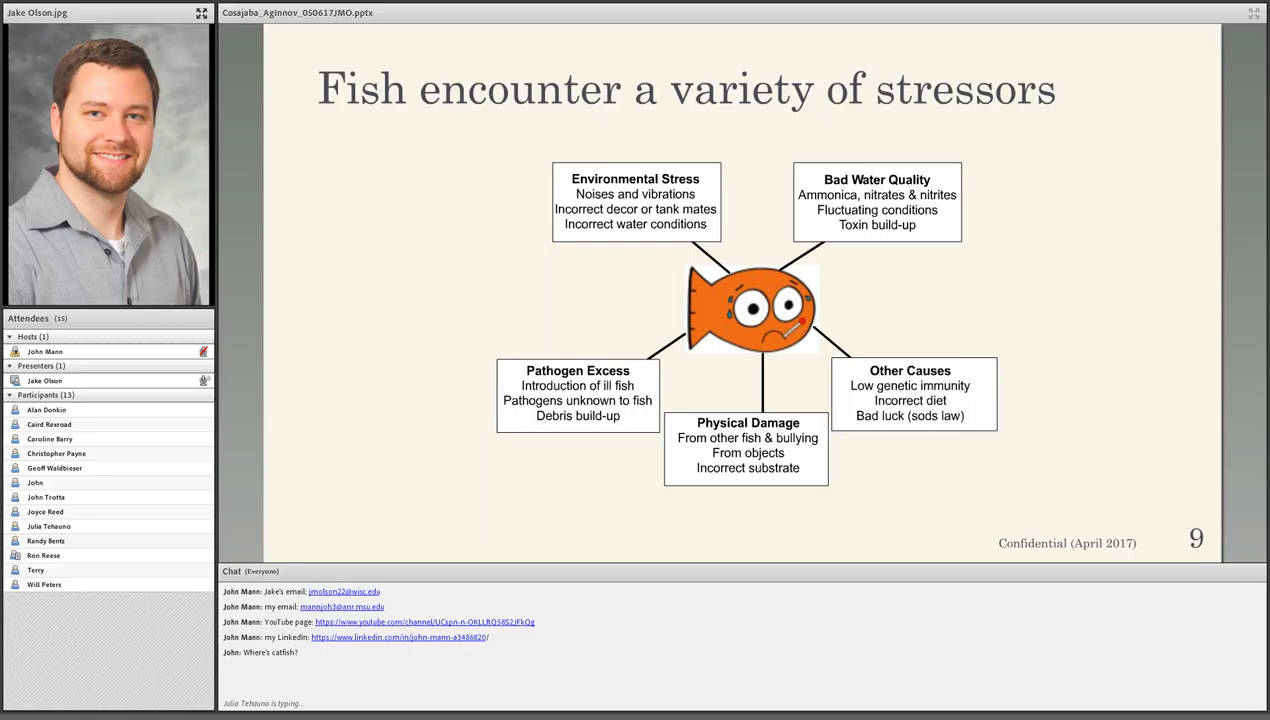 Jake Olson.jpg
Attendees (15)
Hosts (1)
John Mann
Presenters (1)
Jake Olson
Participants (13)
Alan Donkin
Caird Rexroad
Caroline Barry
Christopher Payne
Geoff Waldbieser
John
John Trotta
Joyce Reed
Julia Tehauno
Randy Bentz
Ron Reese
Terry
Will Peters
Cosajaba_AgInnov_050617JMO.pptx
Fish encounter a variety of stressors
Environmental Stress
Noises and vibrations
Incorrect decor or tank mates
Incorrect water conditions
Bad Water Quality
Ammonica, nitrates & nitrites
Fluctuating conditions
Toxin build-up
Pathogen Excess
Introduction of ill fish
Pathogens unknown to fish
Debris build-up
Physical Damage
From other fish & bullying
From objects
Incorrect substrate
Other Causes
Low genetic immunity
Incorrect diet
Bad luck (sods law)
Confidential (April 2017)
9
Chat (Everyone)
John Mann: Jake's email: jmolson22@wisc.edu
John Mann: my email: mannjoh3@anr.msu.edu
John Mann: YouTube page: https://www.youtube.com/channel/UCspn-n-OKLLftQ58S2JFkQg
John Mann: my LinkedIn: https://www.linkedin.com/in/john-mann-a3486820/
John: Where's catfish?
Julia Tehauno is typing...